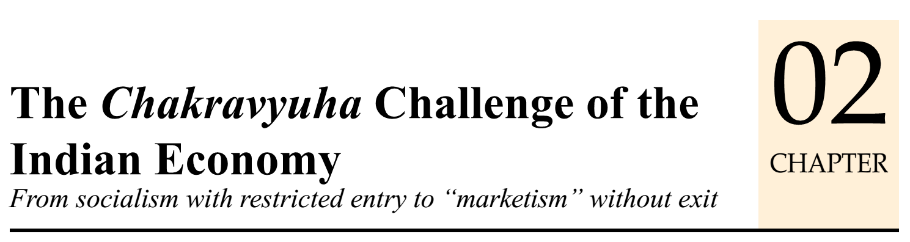 The Chakravyuha Challenge of the
Indian Economy
From socialism with restricted entry to “marketism” without exit
02
CHAPTER